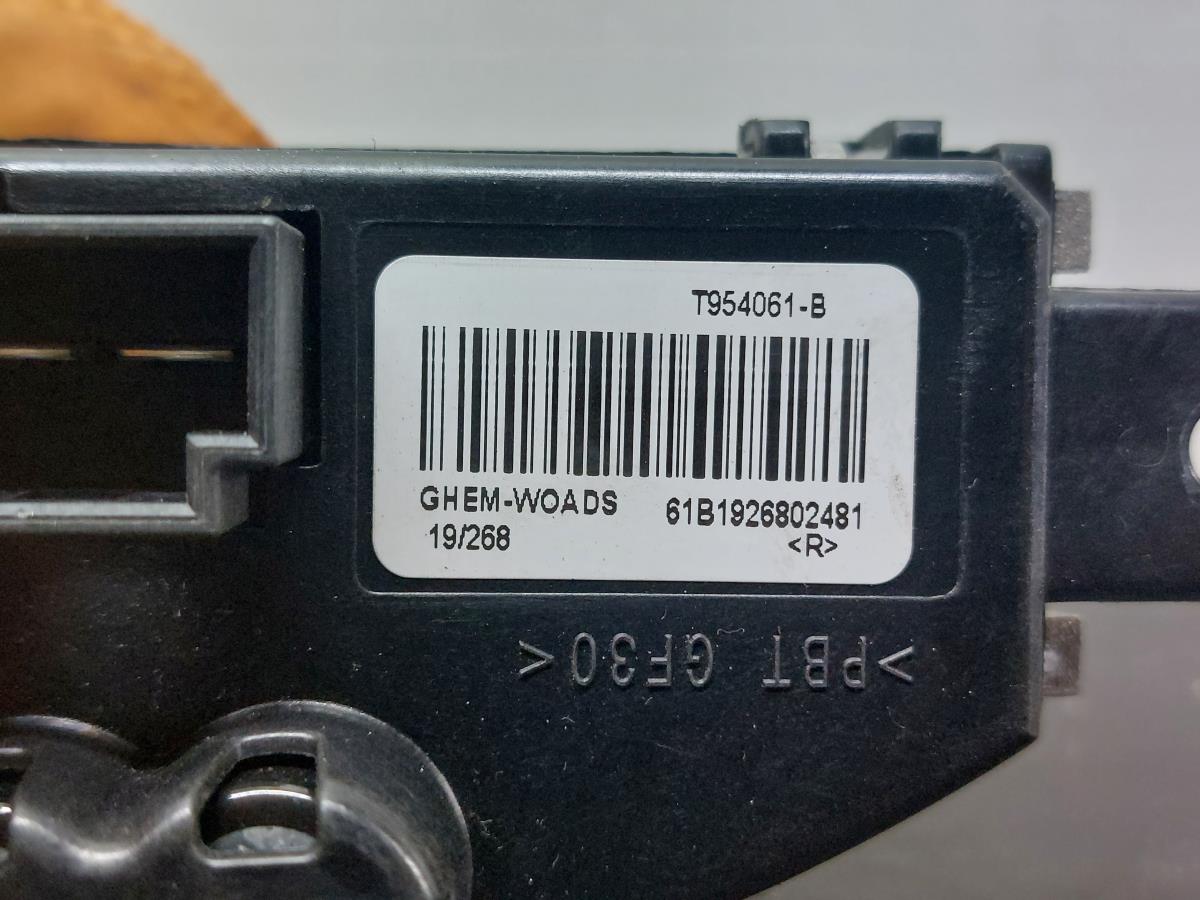 T954061-B
GHEM-WOADS 61B1926802481
19/268 <R>
>PBT GF30<